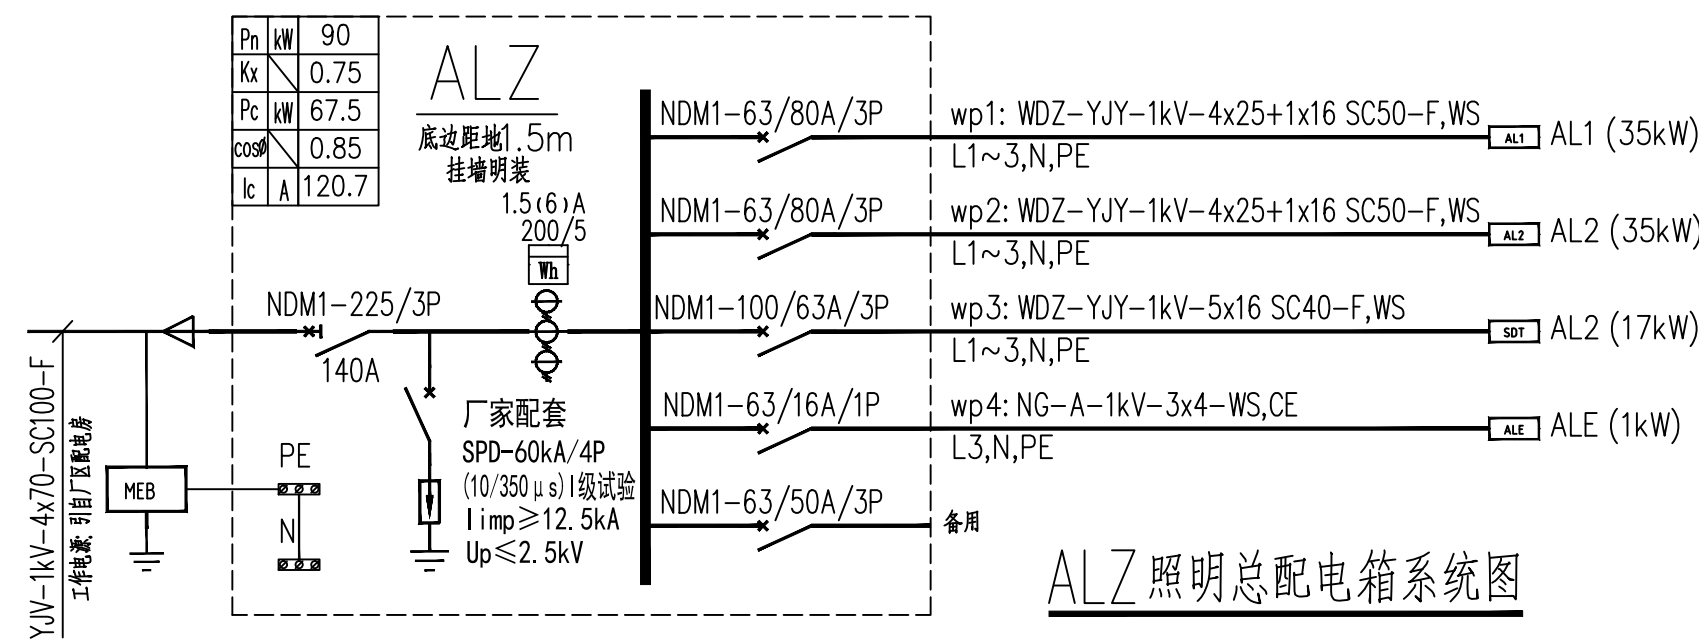 Pn kW 90
Kx 0.75
Pc kW 67.5
cosø 0.85
Ic A 120.7
ALZ
底边距地1.5m
挂墙明装
1.5(6)A
200/5
Wh
NDM1-225/3P
140A
YJV-1kV-4x70-SC100-F
工作电源: 引自厂区配电房
MEB
PE
N
厂家配套
SPD-60kA/4P
(10/350μs)I级试验
Iimp≥12.5kA
Up≤2.5kV
NDM1-63/80A/3P
wp1: WDZ-YJY-1kV-4x25+1x16 SC50-F,WS
L1~3,N,PE
AL1
AL1 (35kW)
NDM1-63/80A/3P
wp2: WDZ-YJY-1kV-4x25+1x16 SC50-F,WS
L1~3,N,PE
AL2
AL2 (35kW)
NDM1-100/63A/3P
wp3: WDZ-YJY-1kV-5x16 SC40-F,WS
L1~3,N,PE
SDT
AL2 (17kW)
NDM1-63/16A/1P
wp4: NG-A-1kV-3x4-WS,CE
L3,N,PE
ALE
ALE (1kW)
NDM1-63/50A/3P
备用
ALZ 照明总配电箱系统图